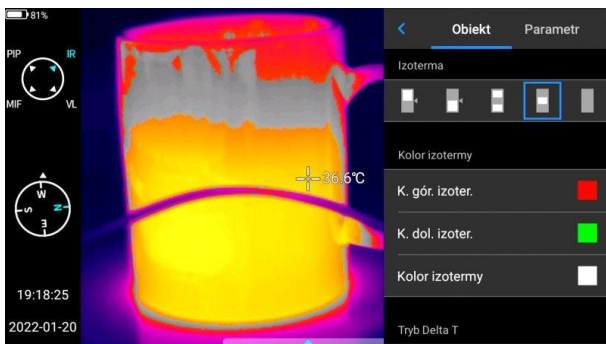 81%
PIP
IR
MIF
VL
W
S
N
E
19:18:25
2022-01-20
36.6°C
Obiekt
Parametr
Izoterma
Kolor izotermy
K. gór. izoter.
K. dol. izoter.
Kolor izotermy
Tryb Delta T